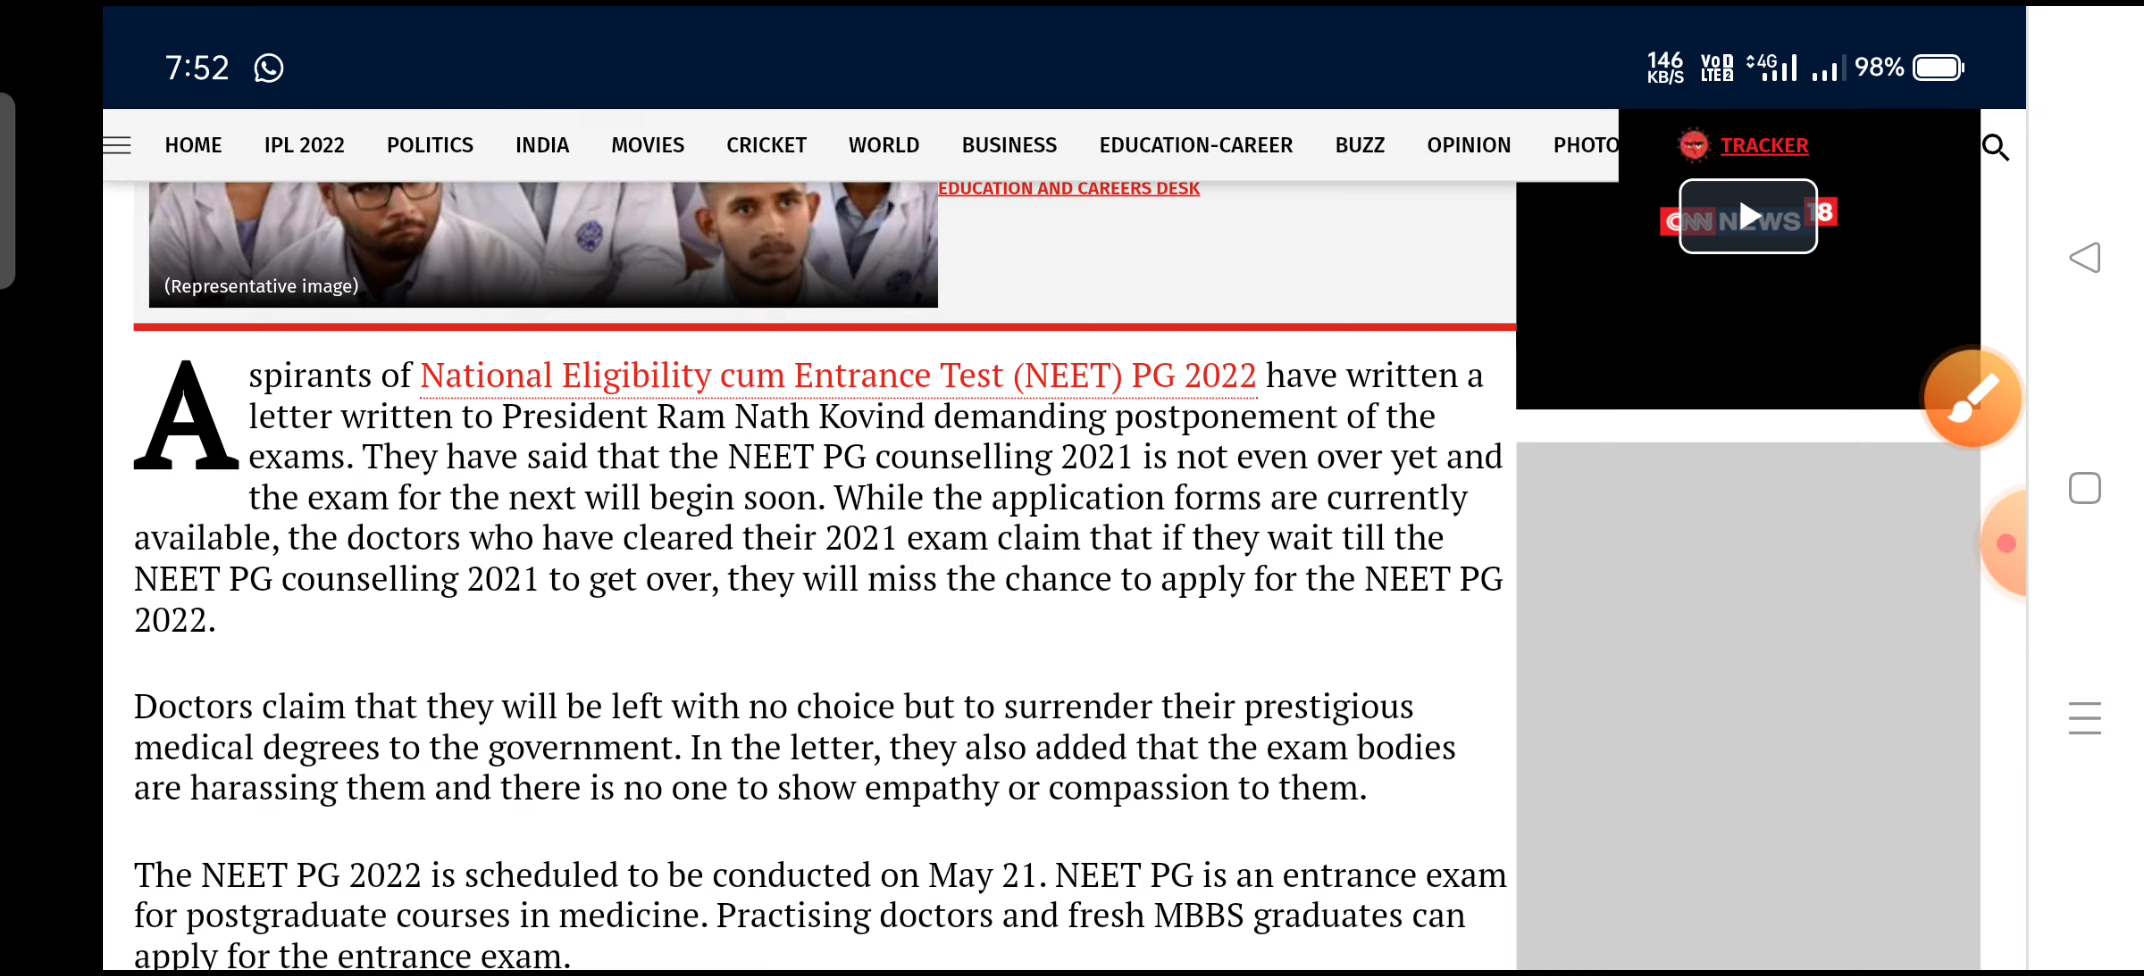 7:52
146 KB/S Vo 1 LTE 2 4G 98%
HOME IPL 2022 POLITICS INDIA MOVIES CRICKET WORLD BUSINESS EDUCATION-CAREER BUZZ OPINION PHOTO
TRACKER
EDUCATION AND CAREERS DESK
CNN NEWS 18
(Representative image)
Aspirants of National Eligibility cum Entrance Test (NEET) PG 2022 have written a
letter written to President Ram Nath Kovind demanding postponement of the
exams. They have said that the NEET PG counselling 2021 is not even over yet and
the exam for the next will begin soon. While the application forms are currently
available, the doctors who have cleared their 2021 exam claim that if they wait till the
NEET PG counselling 2021 to get over, they will miss the chance to apply for the NEET PG
2022.
Doctors claim that they will be left with no choice but to surrender their prestigious
medical degrees to the government. In the letter, they also added that the exam bodies
are harassing them and there is no one to show empathy or compassion to them.
The NEET PG 2022 is scheduled to be conducted on May 21. NEET PG is an entrance exam
for postgraduate courses in medicine. Practising doctors and fresh MBBS graduates can
apply for the entrance exam.